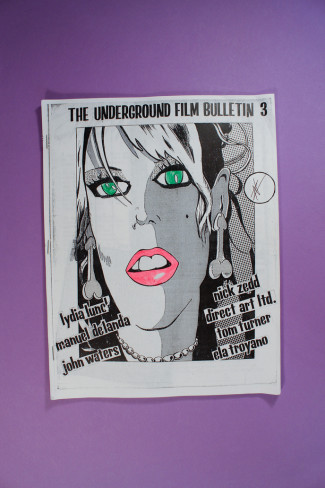 THE UNDERGROUND FILM BULLETIN 3
lydia lunch
manuel delanda
john waters
nick zedd
direct art ltd.
tom turner
ela troyano